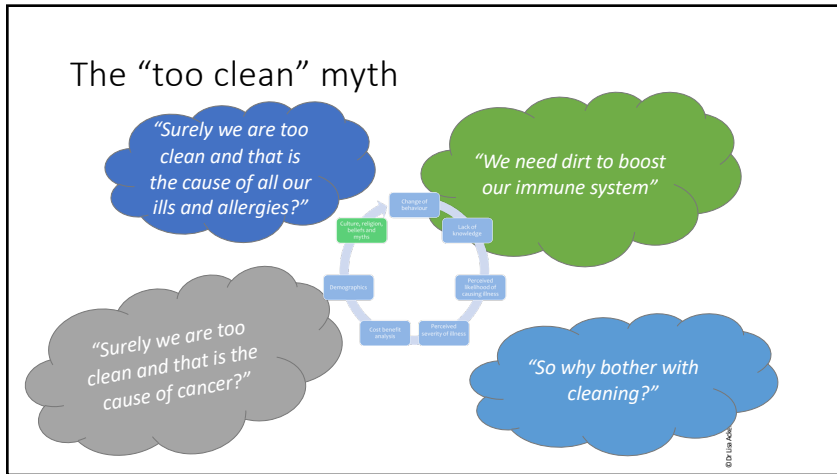 The “too clean” myth
“Surely we are too
clean and that is
the cause of all our
ills and allergies?”
“We need dirt to boost
our immune system”
Change of
behaviour
Lack of
knowledge
Perceived
likelihood of
causing illness
Perceived
severity of illness
Cost benefit
analysis
Demographics
Culture, religion,
beliefs and
myths
“Surely we are too
clean and that is the
cause of cancer?”
“So why bother with
cleaning?”
© Dr Lisa